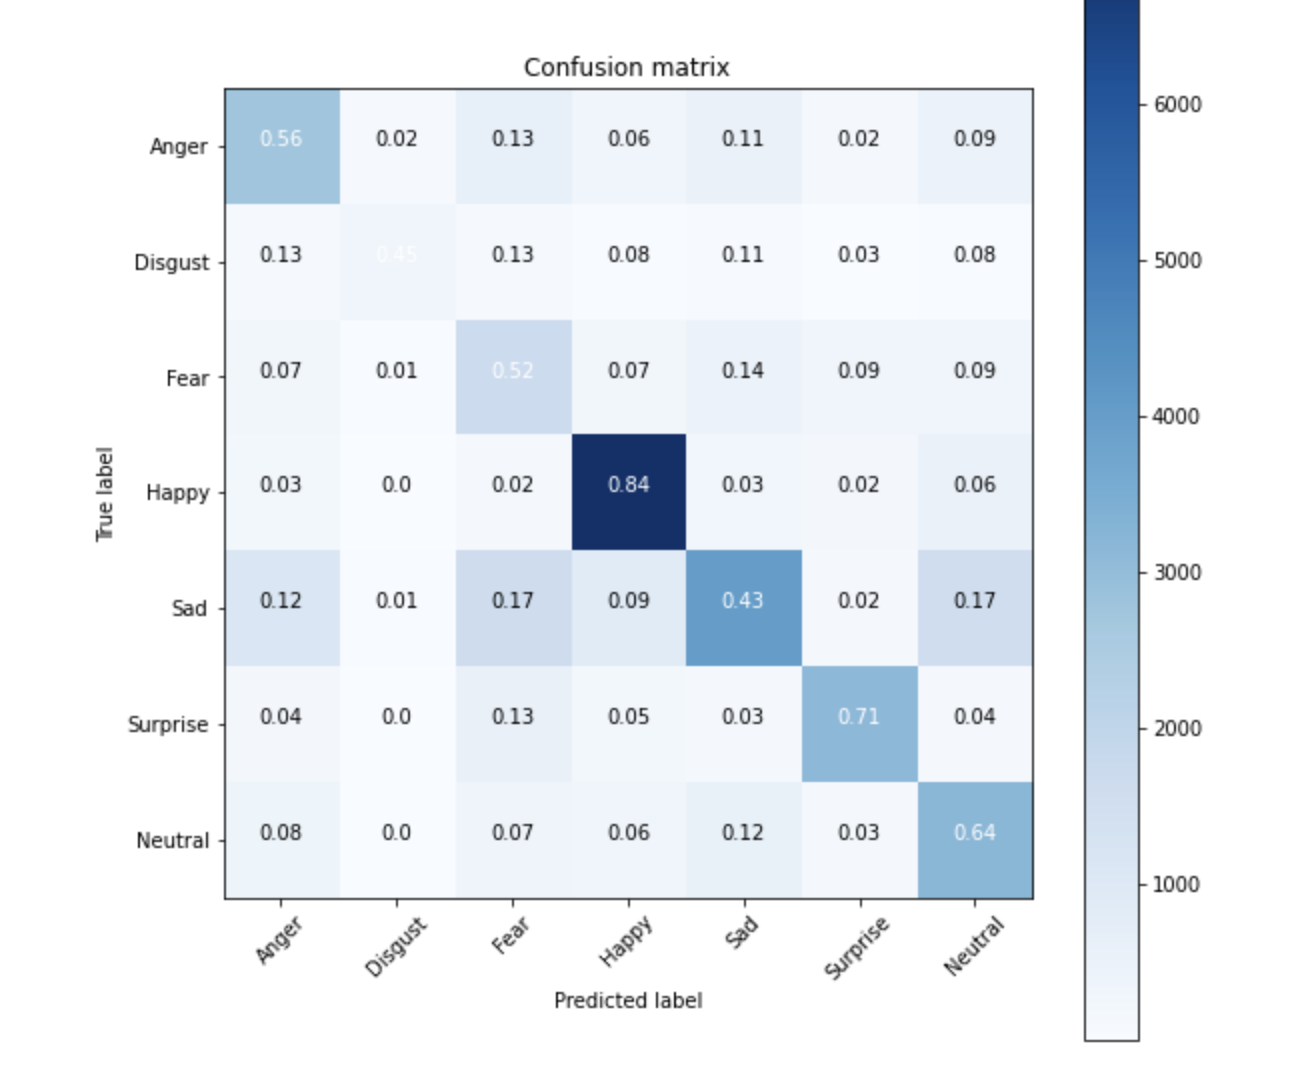 Confusion matrix
Anger 0.56 0.02 0.13 0.06 0.11 0.02 0.09
Disgust 0.13 0.45 0.13 0.08 0.11 0.03 0.08
Fear 0.07 0.01 0.52 0.07 0.14 0.09 0.09
Happy 0.03 0.0 0.02 0.84 0.03 0.02 0.06
Sad 0.12 0.01 0.17 0.09 0.43 0.02 0.17
Surprise 0.04 0.0 0.13 0.05 0.03 0.71 0.04
Neutral 0.08 0.0 0.07 0.06 0.12 0.03 0.64
True label
Anger Disgust Fear Happy Sad Surprise Neutral
Predicted label
6000
5000
4000
3000
2000
1000